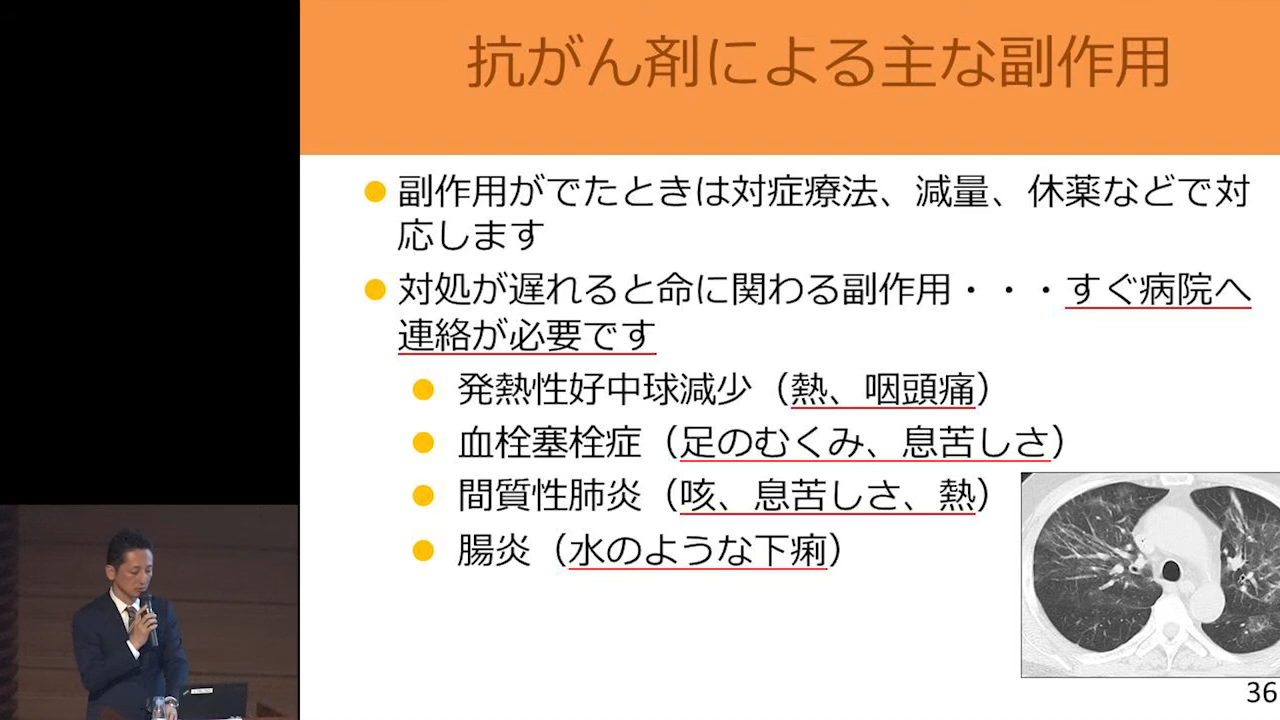 抗がん剤による主な副作用
副作用がでたときは対症療法、減量、休薬などで対
応します
対処が遅れると命に関わる副作用・・・すぐ病院へ
連絡が必要です
発熱性好中球減少（熱、咽頭痛）
血栓塞栓症（足のむくみ、息苦しさ）
間質性肺炎（咳、息苦しさ、熱）
腸炎（水のような下痢）
36